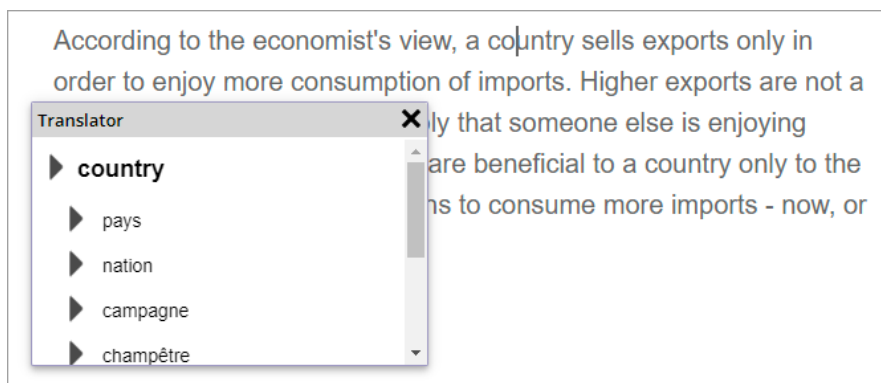 According to the economist's view, a country sells exports only in
order to enjoy more consumption of imports. Higher exports are not a
Translator
that someone else is enjoying
country
are beneficial to a country only to the
pays
to consume more imports - now, or
nation
campagne
champêtre